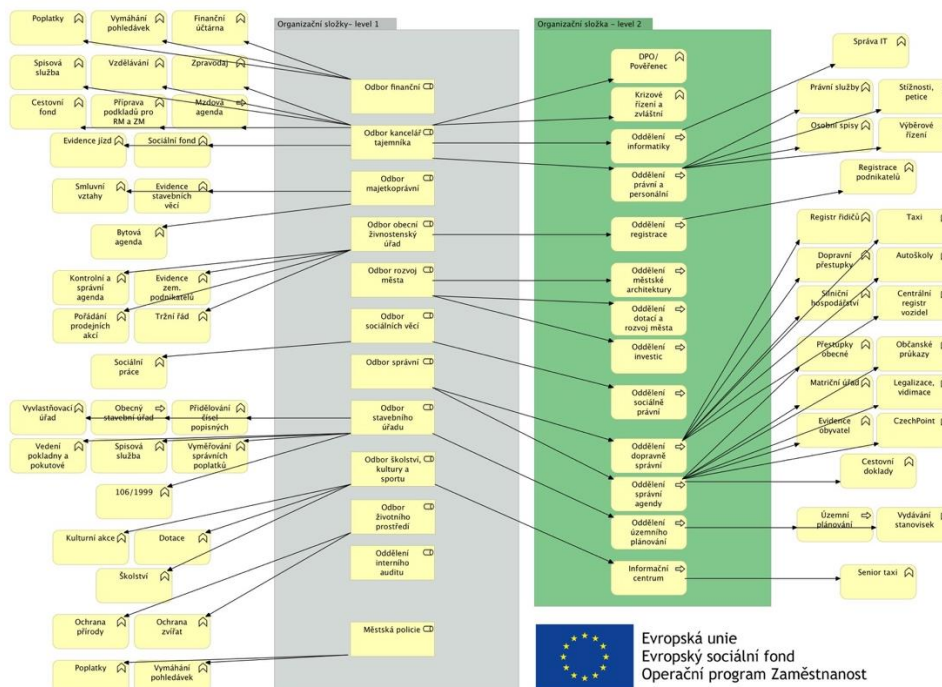 Organizační složky- level 1
Organizační složka - level 2
Poplatky
Vymáhání
pohledávek
Finanční
účtárna
Spisová
služba
Vzdělávání
Zpravodaj
Cestovní
fond
Příprava
podkladů pro
RM a ZM
Mzdová
agenda
Evidence jízd
Sociální fond
Smluvní
vztahy
Evidence
stavebních
věcí
Bytová
agenda
Kontrolní a
správní
agenda
Evidence
zem.
podnikatelů
Pořádání
prodejních
akcí
Tržní řád
Sociální
práce
Vyvlastňovací
úřad
Obecný
stavební úřad
Přidělování
čísel
popisných
Vedení
pokladny a
pokutové
Spisová
služba
Vyměřování
správních
poplatků
106/1999
Kulturní akce
Dotace
Školství
Ochrana
přírody
Ochrana
zvířat
Poplatky
Vymáhání
pohledávek
Odbor finanční
Odbor kancelář
tajemníka
Odbor
majetkoprávní
Odbor obecní
živnostenský
úřad
Odbor rozvoj
města
Odbor
sociálních věcí
Odbor správní
Odbor
stavebního
úřadu
Odbor školství,
kultury a
sportu
Odbor
životního
prostředí
Oddělení
interního
auditu
Městská policie
DPO/
Pověřenec
Krizové
řízení a
zvláštní
Oddělení
informatiky
Oddělení
právní a
personální
Oddělení
registrace
Oddělení
městské
architektury
Oddělení
dotací a
rozvoj města
Oddělení
investic
Oddělení
sociálně
právní
Oddělení
dopravně
správní
Oddělení
správní
agendy
Oddělení
územního
plánování
Informační
centrum
Správa IT
Právní služby
Stížnosti,
petice
Osobní spisy
Výběrové
řízení
Registrace
podnikatelů
Registr řidičů
Taxi
Dopravní
přestupky
Autoškoly
Silniční
hospodářství
Centrální
registr
vozidel
Přestupky
obecné
Občanské
průkazy
Matriční úřad
Legalizace,
vidimace
Evidence
obyvatel
CzechPoint
Cestovní
doklady
Územní
plánování
Vydávání
stanovisek
Senior taxi
Evropská unie
Evropský sociální fond
Operační program Zaměstnanost